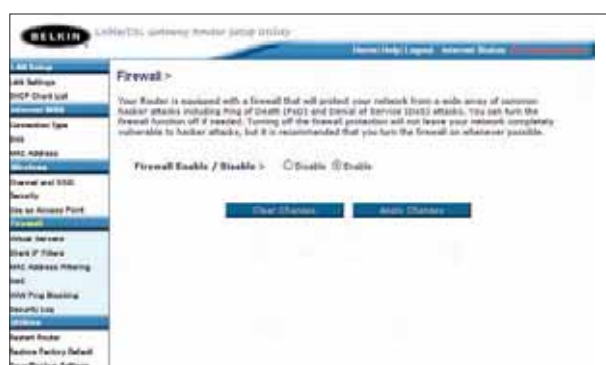 BELKIN
Cable/DSL Gateway Router Setup Utility
Home|Help|Logout Internet Status:
LAN Setup
LAN Settings
DHCP Client List
Internet WAN
Connection Type
DNS
MAC Address
Wireless
Channel and SSID
Security
Use as Access Point
Firewall
Virtual Servers
Client IP Filters
MAC Address Filtering
DMZ
WAN Ping Blocking
Security Log
Utilities
Restart Router
Restore Factory Default
Save/Backup Settings
Firewall >
Your Router is equipped with a firewall that will protect your network from a wide array of common
hacker attacks including Ping of Death (PoD) and Denial of Service (DoS) attacks. You can turn the
firewall function off if needed. Turning off the firewall protection will not leave your network completely
vulnerable to hacker attacks, but it is recommended that you turn the firewall on whenever possible.
Firewall Enable / Disable > Disable Enable
Clear Changes Apply Changes